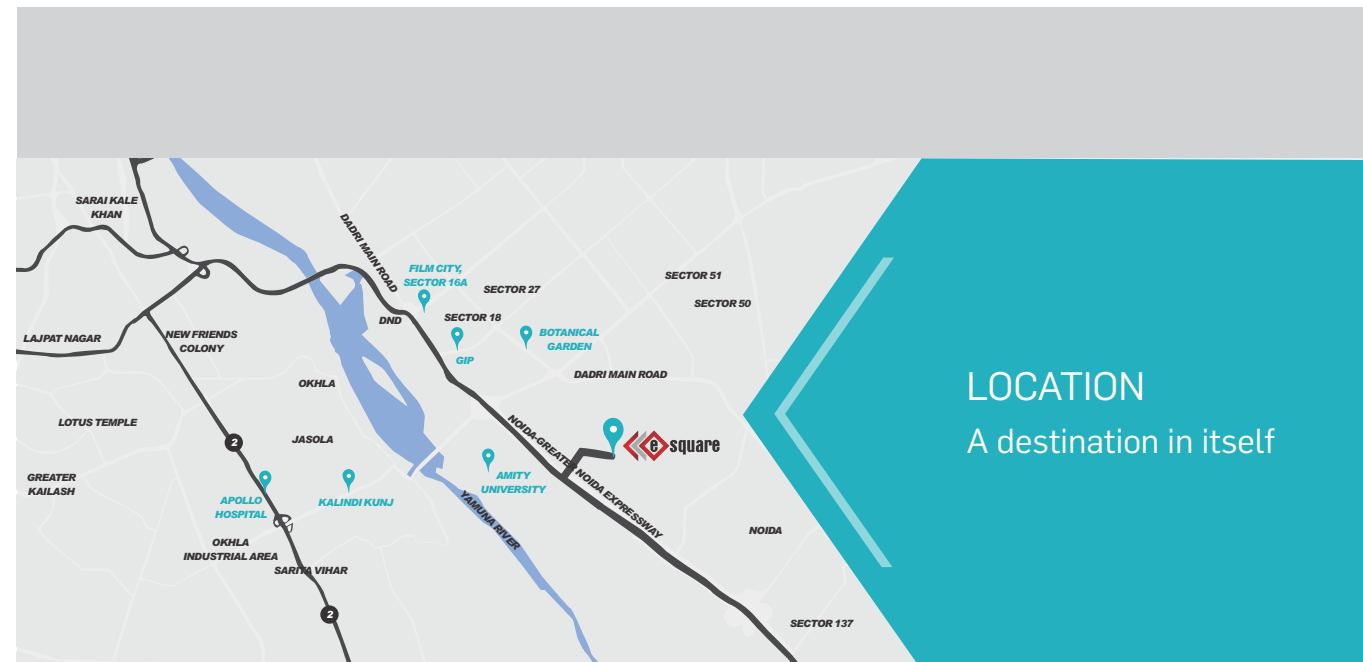 SARAI KALE
KHAN
DADRI MAIN ROAD
FILM CITY,
SECTOR 16A
SECTOR 27
SECTOR 51
SECTOR 50
DND
SECTOR 18
LAJPAT NAGAR
NEW FRIENDS
COLONY
GIP
BOTANICAL
GARDEN
OKHLA
DADRI MAIN ROAD
LOTUS TEMPLE
JASOLA
2
NOIDA-GREATER NOIDA EXPRESSWAY
e square
GREATER
KAILASH
APOLLO
HOSPITAL
KALINDI KUNJ
AMITY
UNIVERSITY
YAMUNA RIVER
NOIDA
OKHLA
INDUSTRIAL AREA
SARITA VIHAR
2
SECTOR 137
LOCATION
A destination in itself